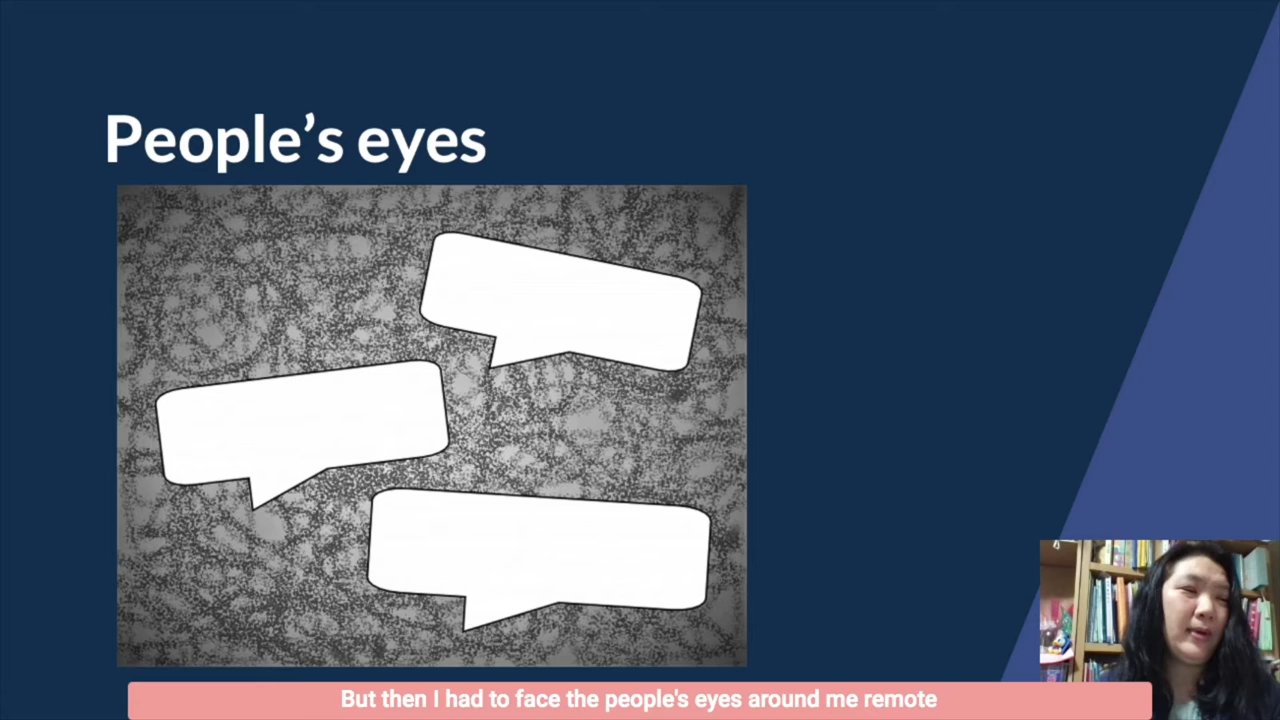 People’s eyes
But then I had to face the people's eyes around me remote